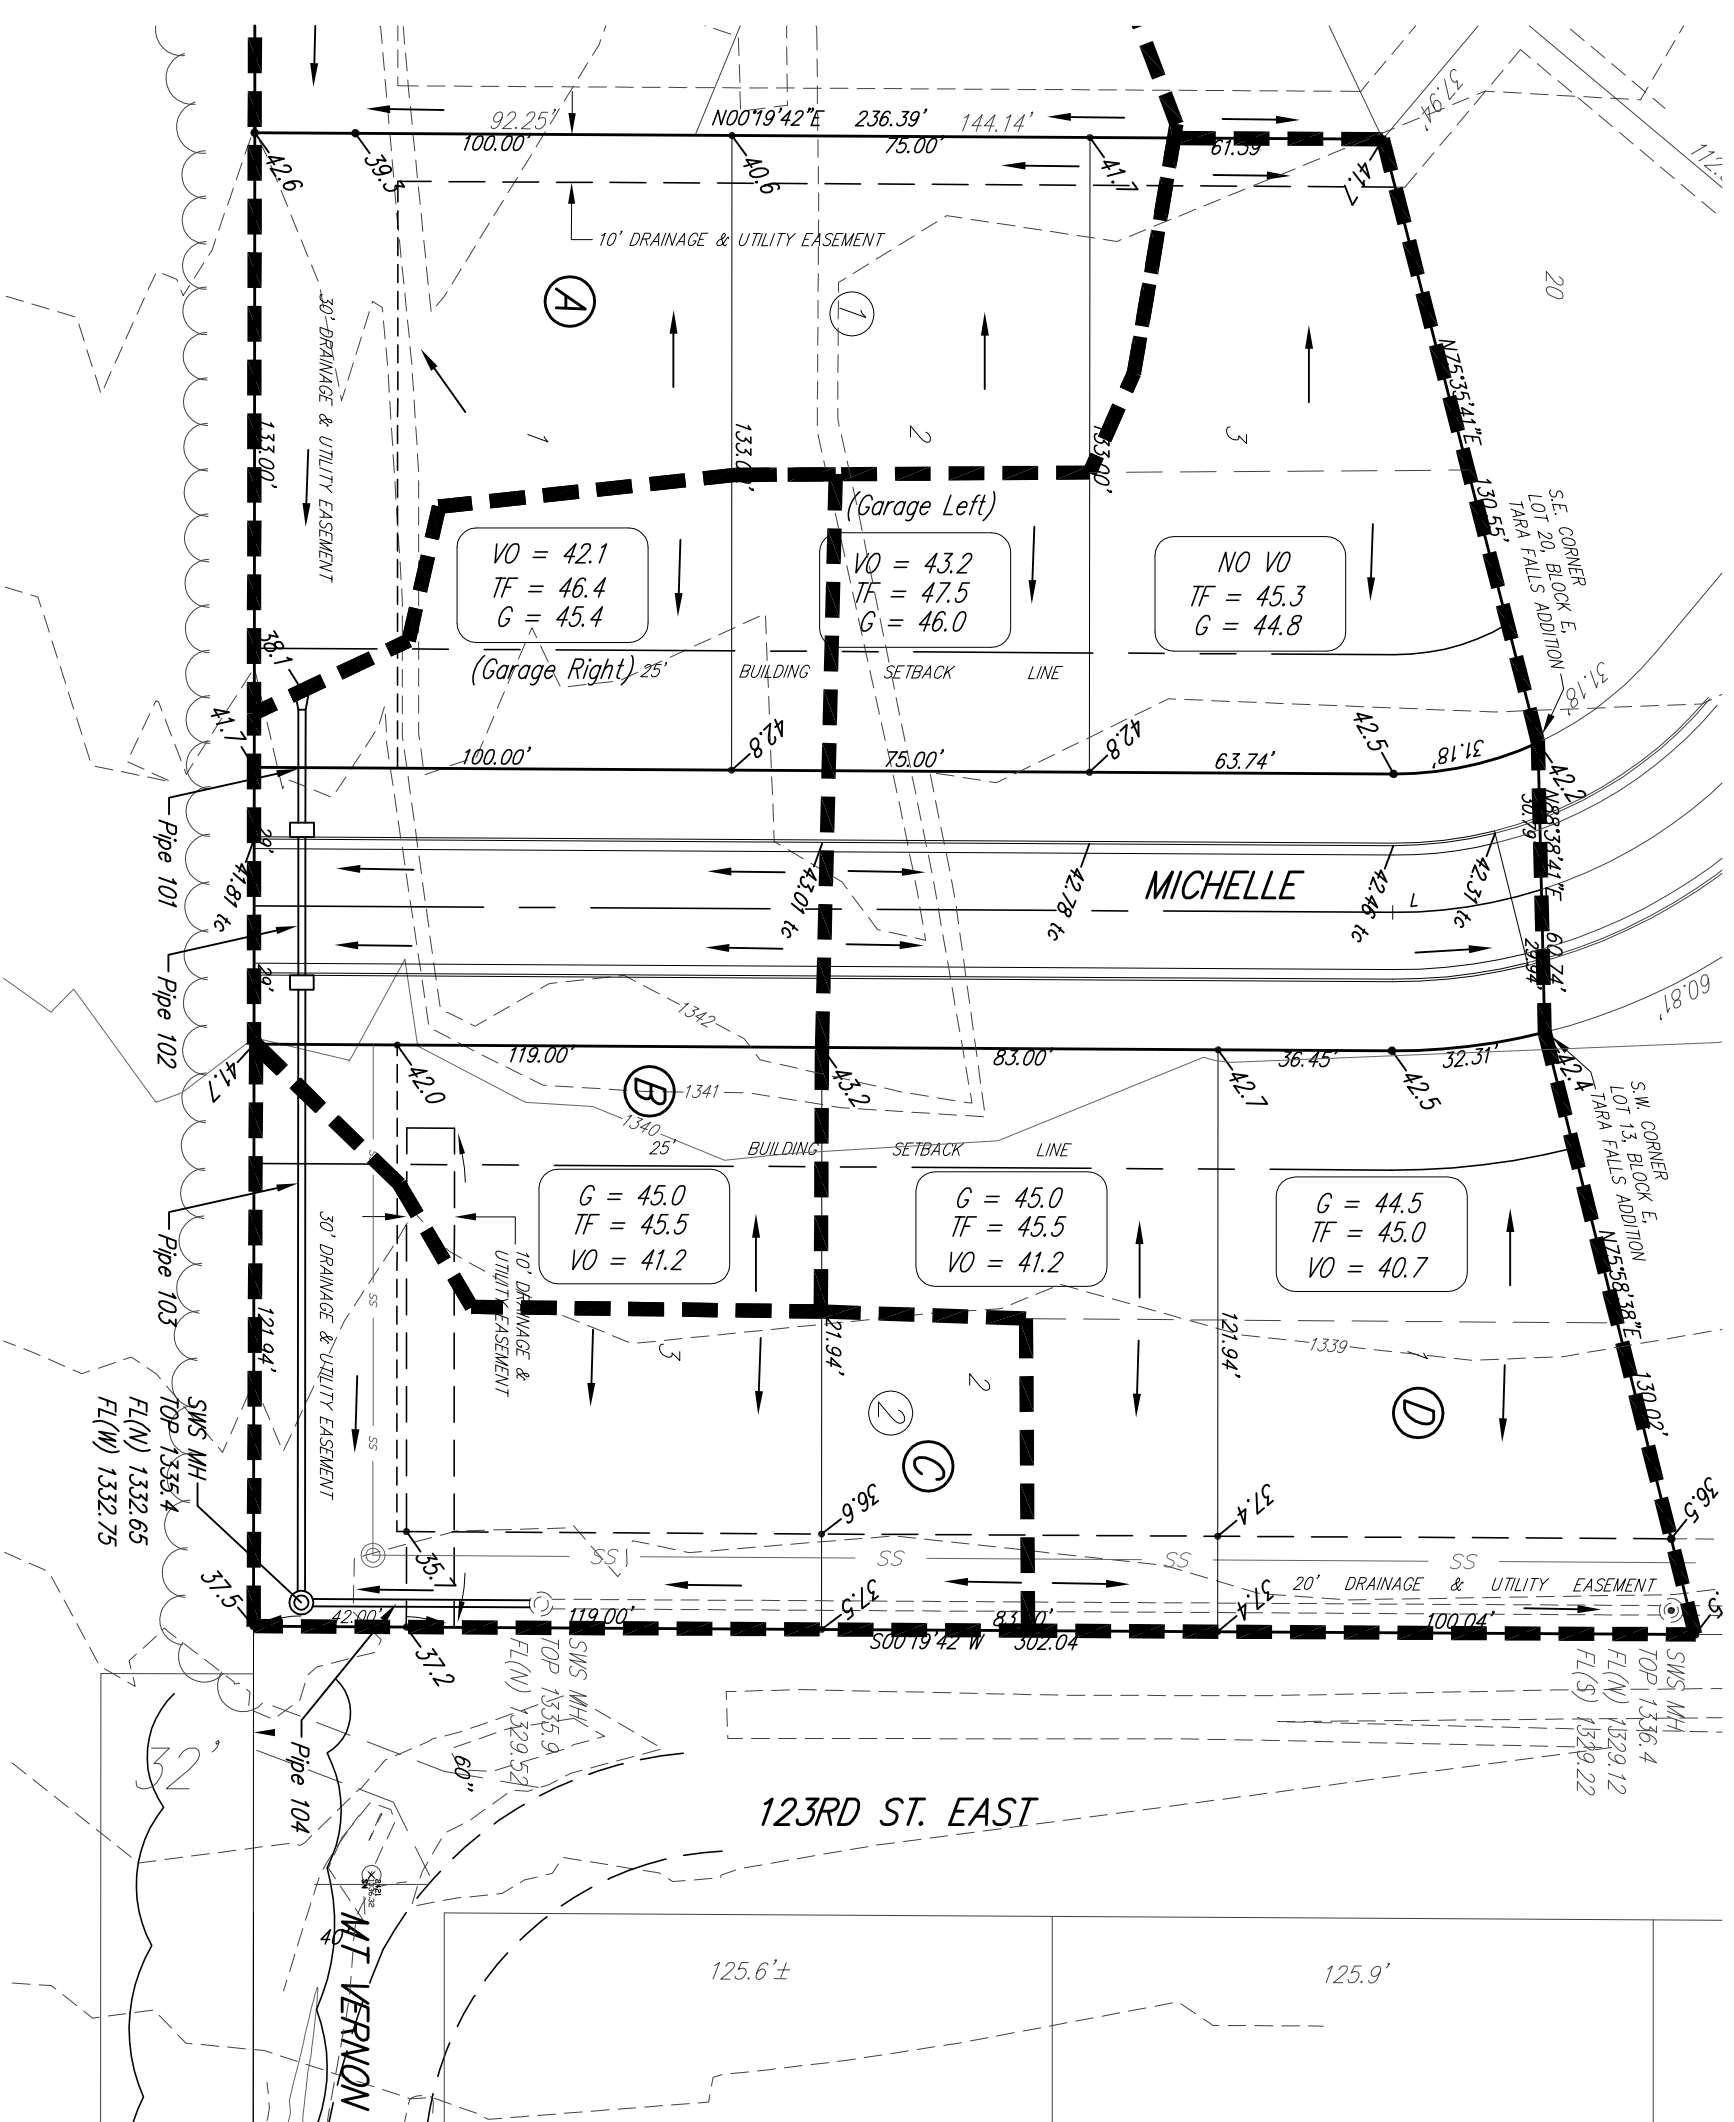 92.25'
N00°19'42"E 236.39'
144.14'
37.94'
100.00'
75.00'
61.39'
42.6
39.3
40.6
41.7
41.7
10' DRAINAGE & UTILITY EASEMENT
20
A
1
30' DRAINAGE & UTILITY EASEMENT
133.00'
1
133.00'
2
133.00'
3
N75°35'41"E
130.55'
(Garage Left)
VO = 42.1
TF = 46.4
G = 45.4
VO = 43.2
TF = 47.5
G = 46.0
NO VO
TF = 45.3
G = 44.8
S.E. CORNER
LOT 20, BLOCK E,
TARA FALLS ADDITION
(Garage Right)
25' BUILDING SETBACK LINE
38.1
41.7
31.18'
100.00'
42.8
75.00'
42.8
63.74'
42.5
31.18'
42.2
Pipe 101
29'
41.81 tc
43.01 tc
42.78 tc
MICHELLE
42.46 tc
42.31 tc
30.79'
N88°38'41"E
60.74'
29.94'
Pipe 102
29'
60.81'
1342
41.7
119.00'
42.0
83.00'
43.2
36.45'
42.7
32.31'
42.5
42.4
B
1341
1340
25' BUILDING SETBACK LINE
S.W. CORNER
LOT 13, BLOCK E,
TARA FALLS ADDITION
G = 45.0
TF = 45.5
VO = 41.2
G = 45.0
TF = 45.5
VO = 41.2
G = 44.5
TF = 45.0
VO = 40.7
Pipe 103
30' DRAINAGE & UTILITY EASEMENT
10' DRAINAGE &
UTILITY EASEMENT
SS
SS
121.94'
3
121.94'
2
121.94'
1339
1
N75°58'38"E
130.02'
2
C
D
SWS MH
TOP 1335.4
FL(N) 1332.65
FL(W) 1332.75
36.6
37.4
36.5
35.7
SS
SS
SS
SS
20' DRAINAGE & UTILITY EASEMENT
37.5
42.00'
119.00'
37.5
83.00'
37.4
100.04'
37.2
S00°19'42"W 302.04'
SWS MH
TOP 1335.9
FL(N) 1329.52
SWS MH
TOP 1336.4
FL(N) 1329.12
FL(S) 1329.22
32'
Pipe 104
60"
123RD ST. EAST
40'
MT VERNON
125.6'±
125.9'